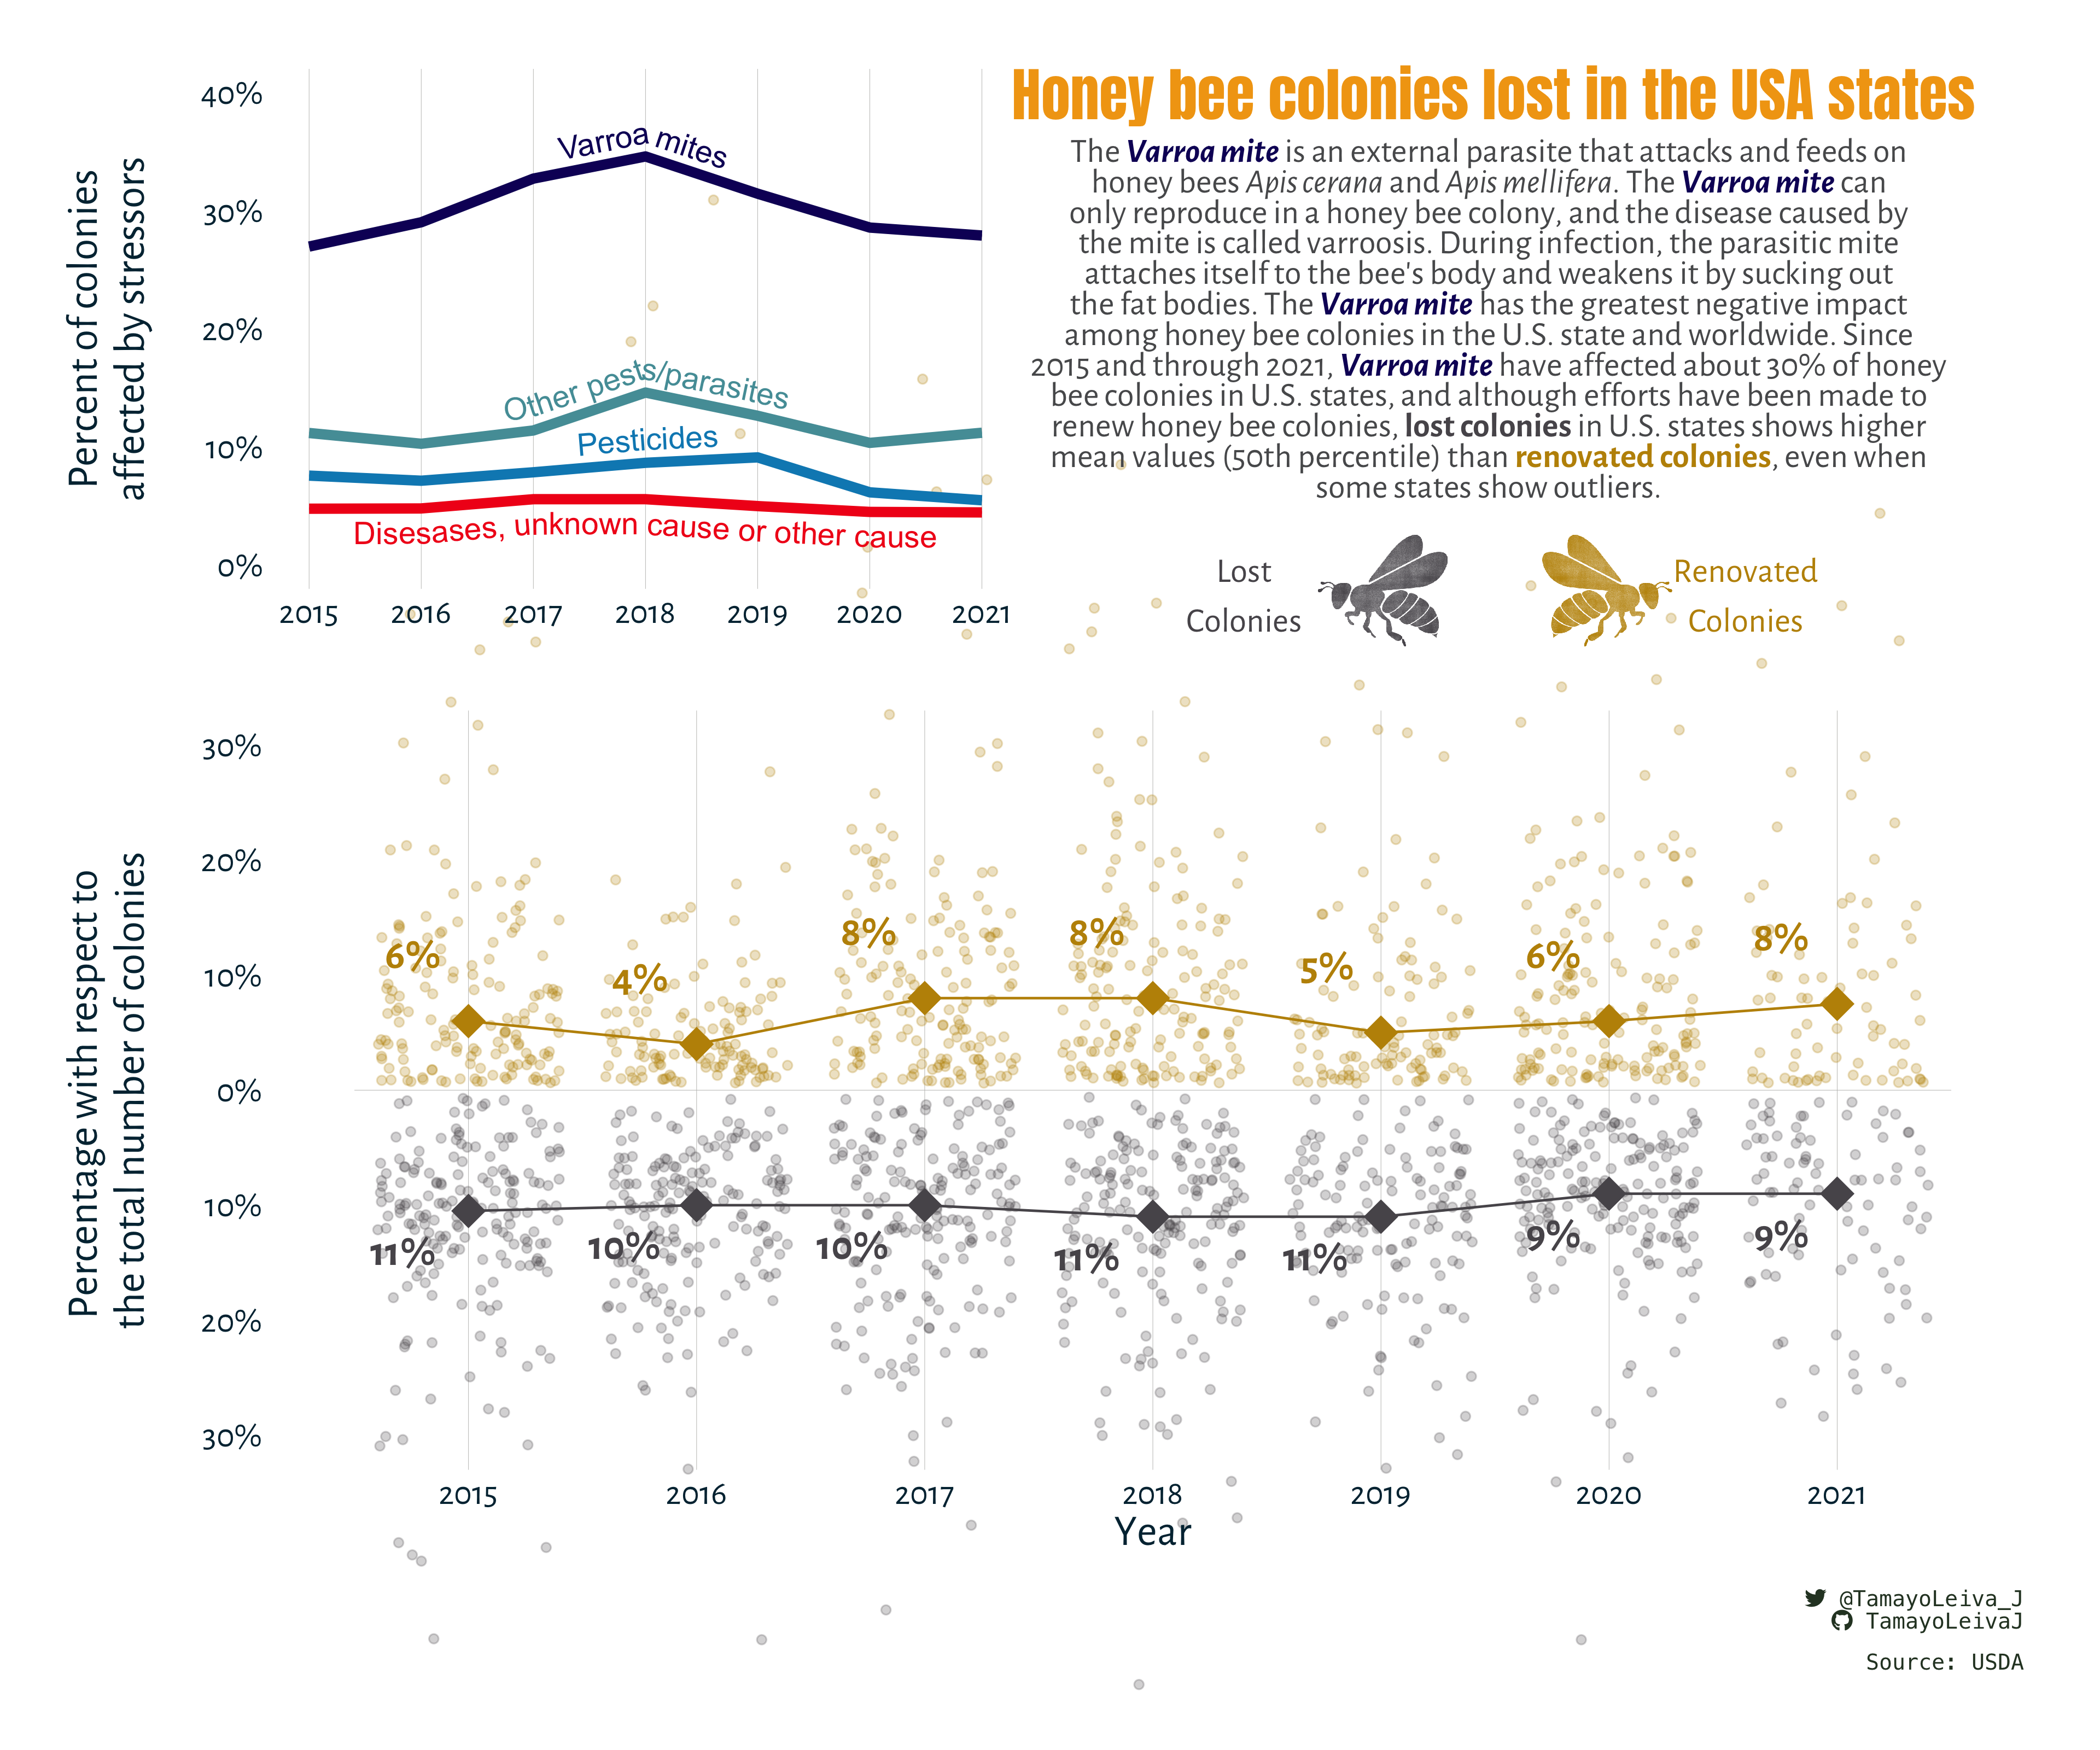 Honey bee colonies lost in the USA states
The Varroa mite is an external parasite that attacks and feeds on
honey bees Apis cerana and Apis mellifera. The Varroa mite can
only reproduce in a honey bee colony, and the disease caused by
the mite is called varroosis. During infection, the parasitic mite
attaches itself to the bee's body and weakens it by sucking out
the fat bodies. The Varroa mite has the greatest negative impact
among honey bee colonies in the U.S. state and worldwide. Since
2015 and through 2021, Varroa mite have affected about 30% of honey
bee colonies in U.S. states, and although efforts have been made to
renew honey bee colonies, lost colonies in U.S. states shows higher
mean values (50th percentile) than renovated colonies, even when
some states show outliers.
Percent of colonies
affected by stressors
40%
30%
20%
10%
0%
Varroa mites
Other pests/parasites
Pesticides
Disesases, unknown cause or other cause
2015 2016 2017 2018 2019 2020 2021
Lost
Colonies
Renovated
Colonies
Percentage with respect to
the total number of colonies
30%
20%
10%
0%
10%
20%
30%
6% 4% 8% 8% 5% 6% 8%
11% 10% 10% 11% 11% 9% 9%
2015 2016 2017 2018 2019 2020 2021
Year
@TamayoLeiva_J
TamayoLeivaJ
Source: USDA